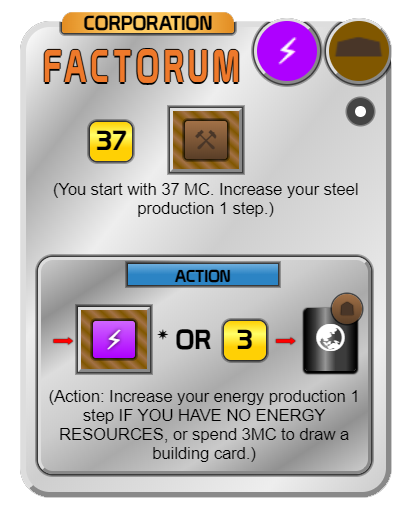 CORPORATION
FACTORUM
37
(You start with 37 MC. Increase your steel
production 1 step.)
ACTION
* OR 3
(Action: Increase your energy production 1
step IF YOU HAVE NO ENERGY
RESOURCES, or spend 3MC to draw a
building card.)